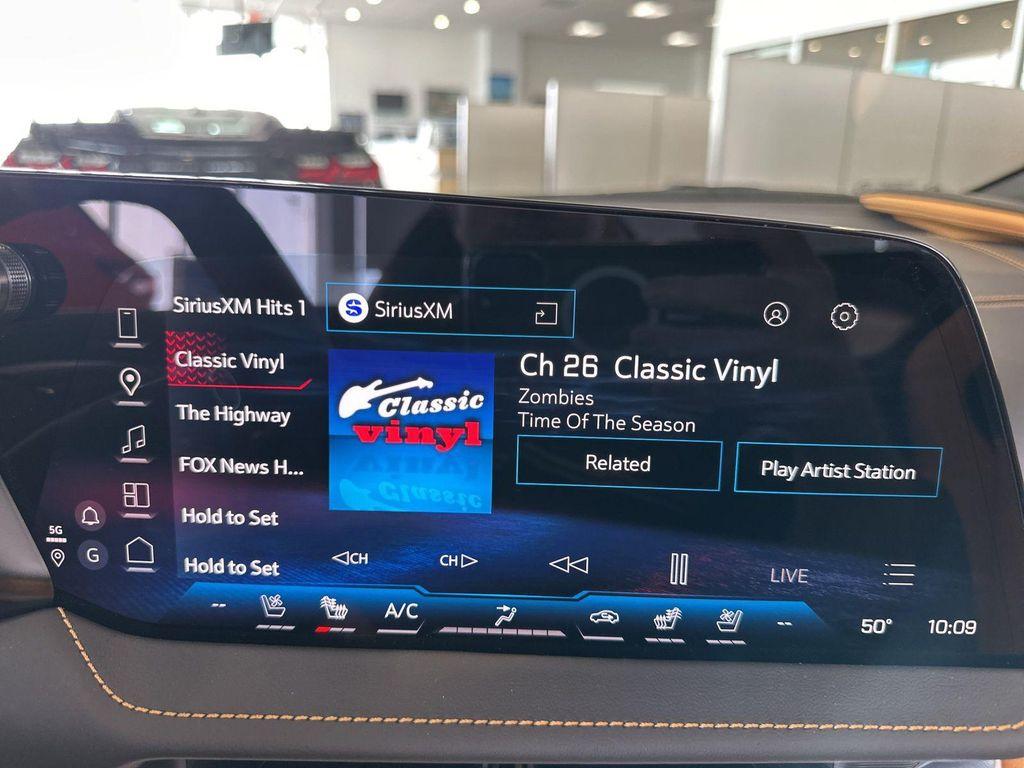 SiriusXM Hits 1
Classic Vinyl
The Highway
FOX News H...
Hold to Set
Hold to Set
S SiriusXM
Classic
vinyl
Ch 26 Classic Vinyl
Zombies
Time Of The Season
Related
Play Artist Station
5G
G
CH
CH
LIVE
--
A/C
--
50°
10:09